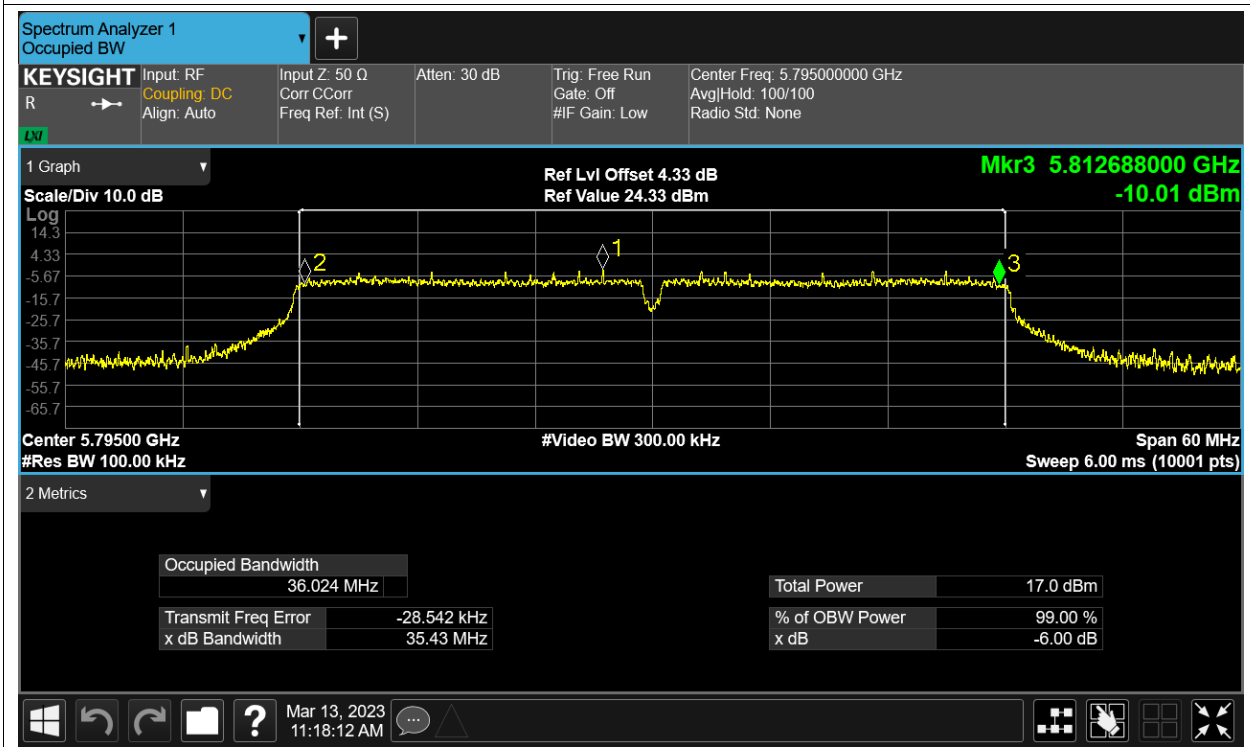 Spectrum Analyzer 1
Occupied BW
KEYSIGHT
R
LXI
Input: RF
Coupling: DC
Align: Auto
Input Z: 50 Ω
Corr CCorr
Freq Ref: Int (S)
Atten: 30 dB
Trig: Free Run
Gate: Off
#IF Gain: Low
Center Freq: 5.795000000 GHz
Avg|Hold: 100/100
Radio Std: None
1 Graph
Scale/Div 10.0 dB
Ref Lvl Offset 4.33 dB
Ref Value 24.33 dBm
Mkr3 5.812688000 GHz
-10.01 dBm
Log
14.3
4.33
-5.67
-15.7
-25.7
-35.7
-45.7
-55.7
-65.7
2
1
3
Center 5.79500 GHz
#Res BW 100.00 kHz
#Video BW 300.00 kHz
Span 60 MHz
Sweep 6.00 ms (10001 pts)
2 Metrics
Occupied Bandwidth
36.024 MHz
Transmit Freq Error -28.542 kHz
x dB Bandwidth 35.43 MHz
Total Power 17.0 dBm
% of OBW Power 99.00 %
x dB -6.00 dB
?
Mar 13, 2023
11:18:12 AM